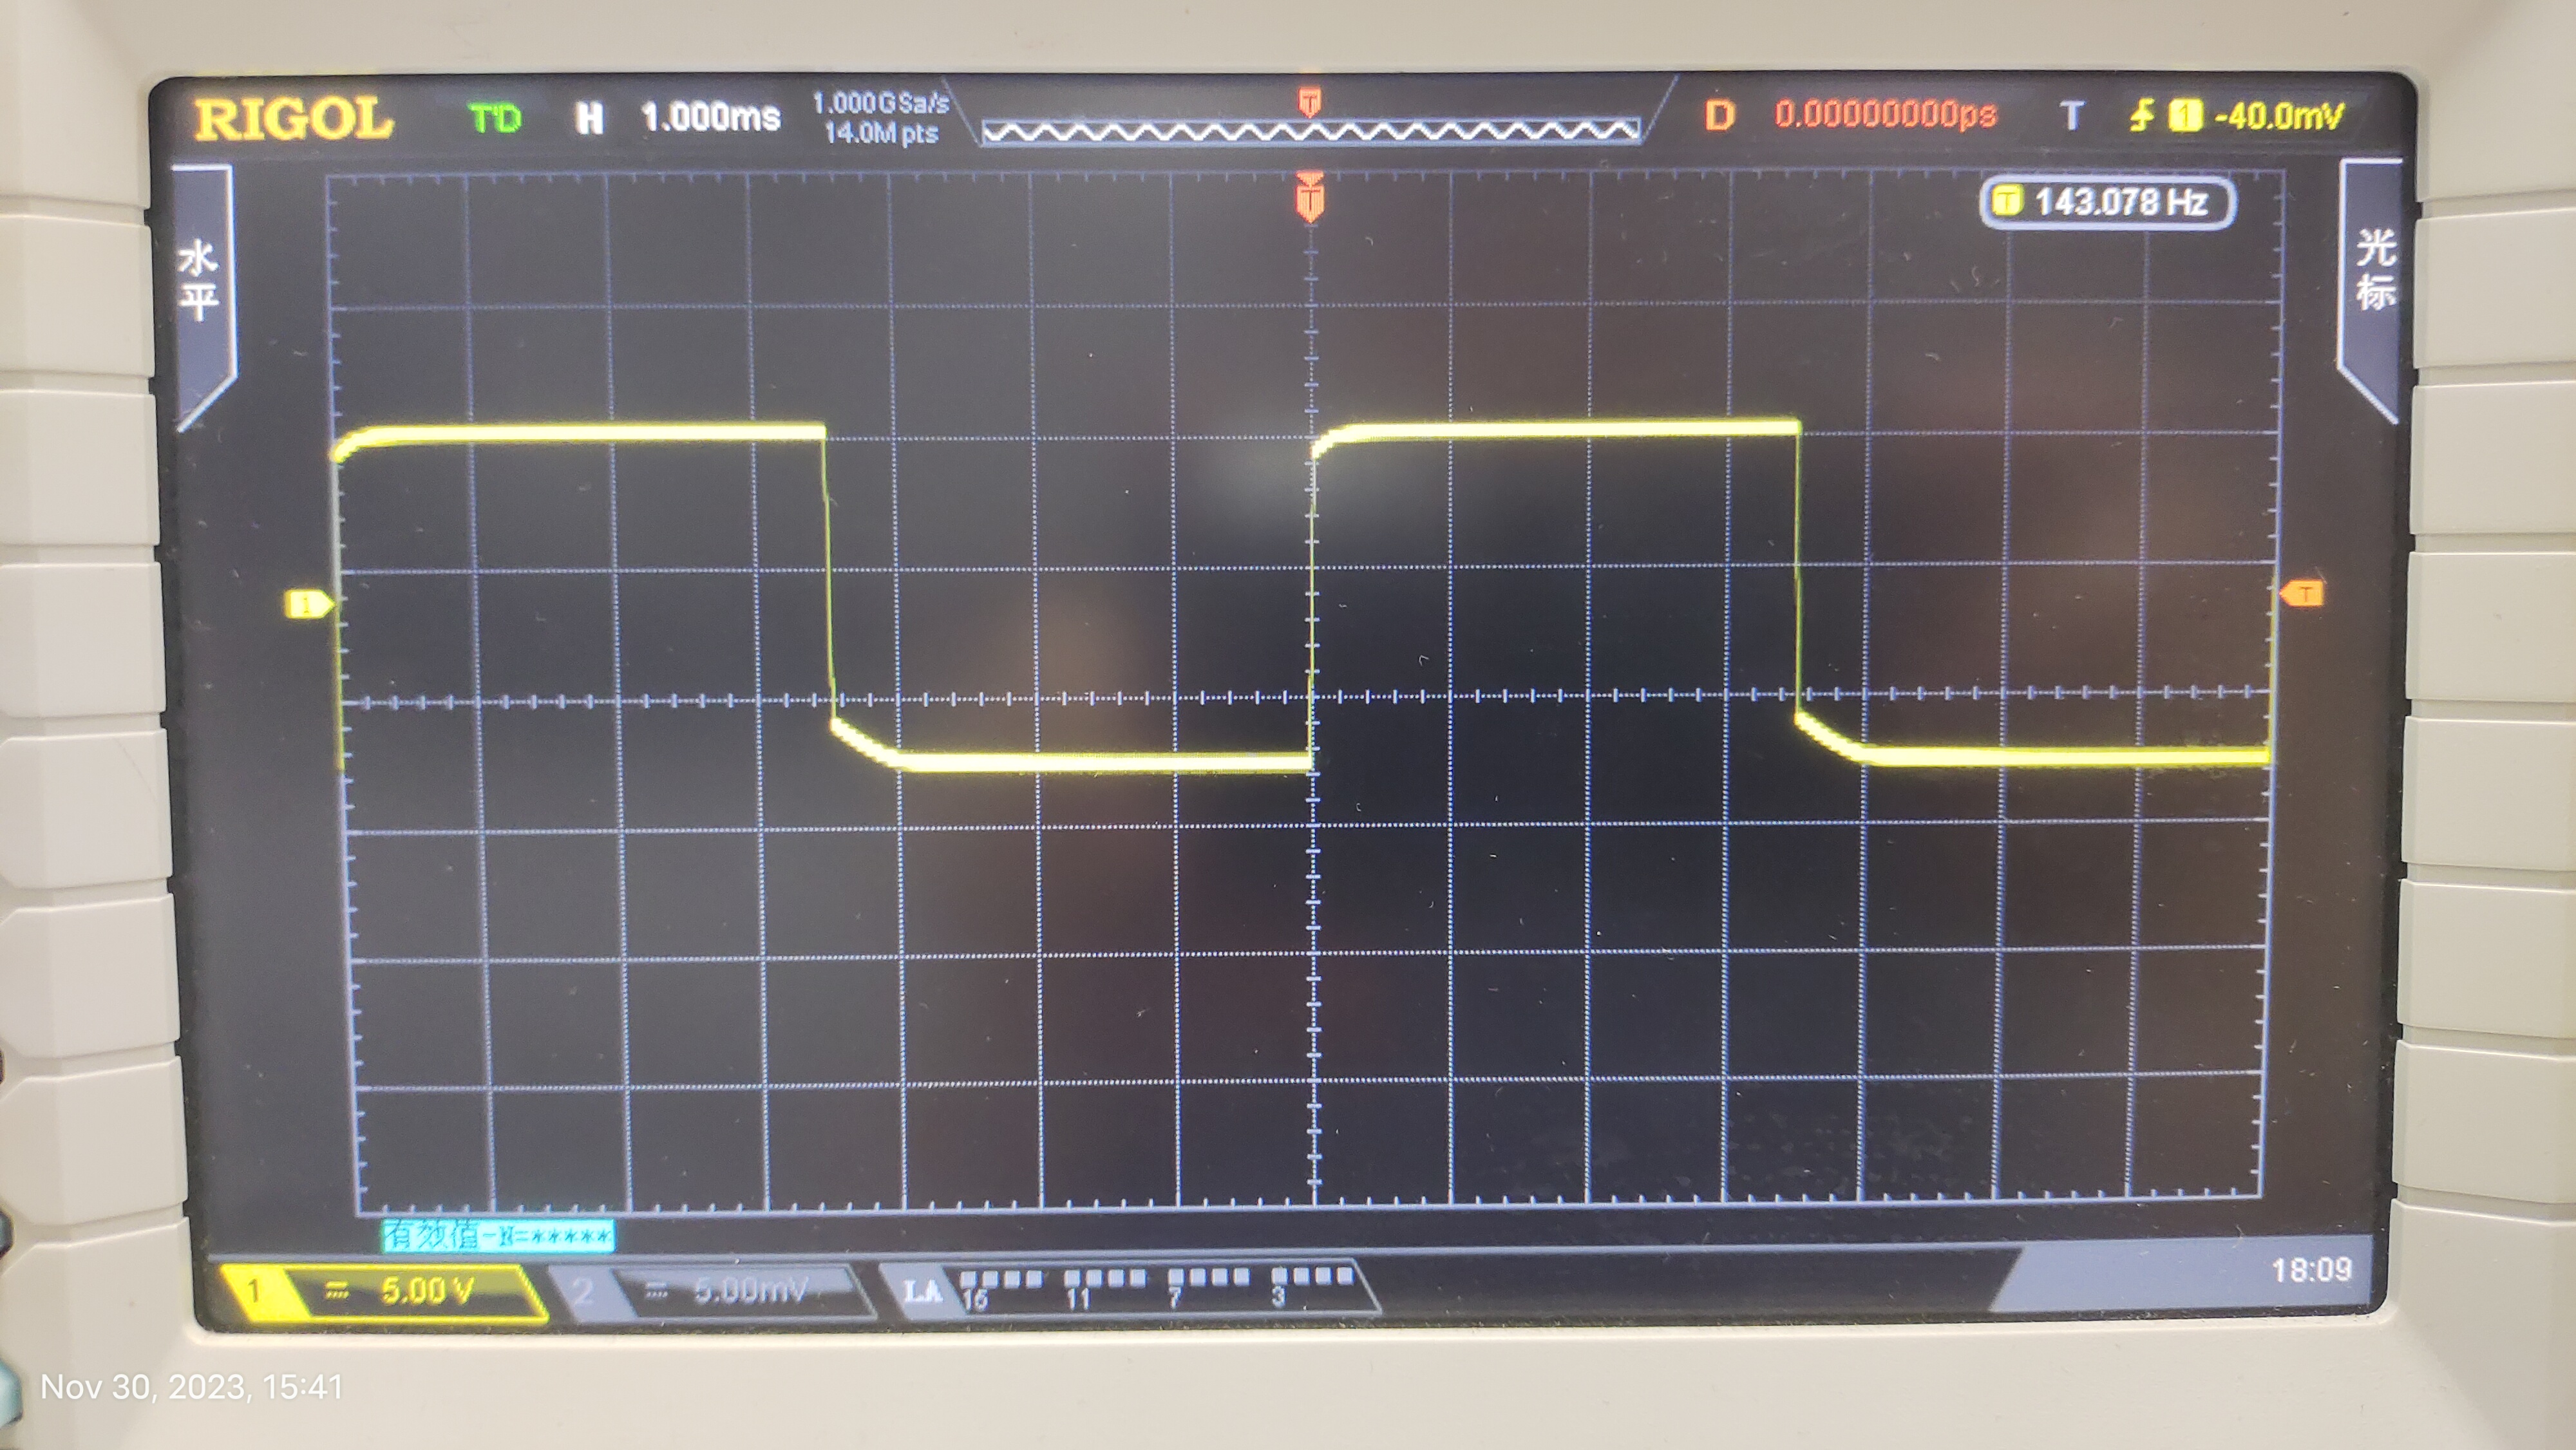 RIGOL T'D H 1.000ms 1.000GSa/s D 0.00000000ps T 1 -40.0mV
14.0M pts
T
水平
光标
T 143.078 Hz
T
1
T
有效值-N=*****
1 5.00 V 2 5.00mV LA 15 11 7 3 18:09
Nov 30, 2023, 15:41